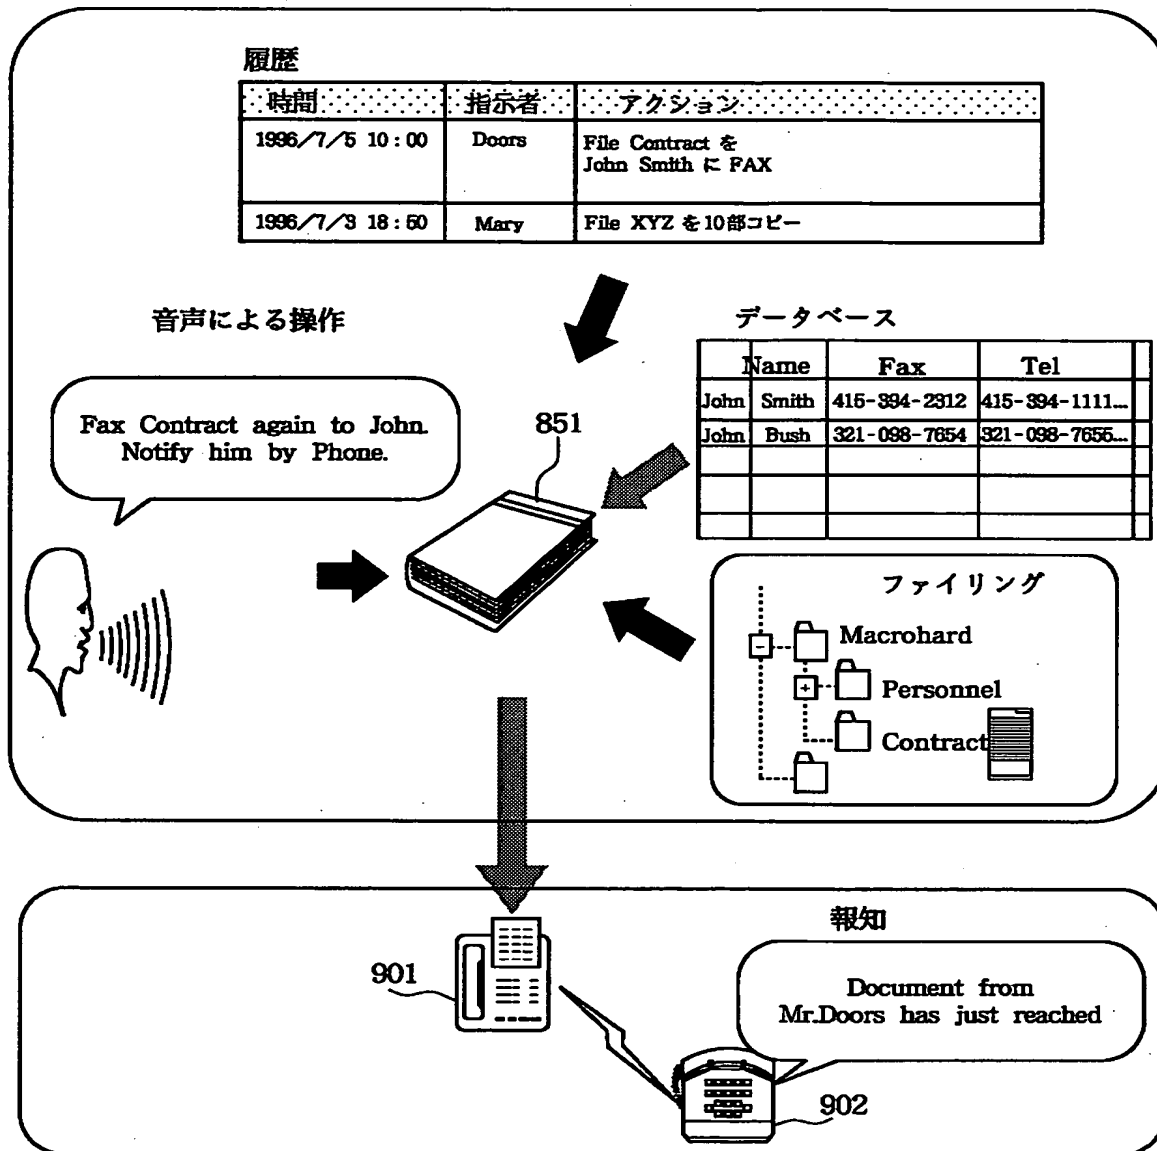 履歴
時間 指示者 アクション
1996/7/5 10:00 Doors File Contract を
John Smith に FAX
1996/7/3 18:50 Mary File XYZ を10部コピー
音声による操作
Fax Contract again to John.
Notify him by Phone.
851
データベース
Name Fax Tel
John Smith 415-394-2312 415-394-1111...
John Bush 321-098-7654 321-098-7655...
ファイリング
- Macrohard
+ Personnel
Contract
報知
901
Document from
Mr.Doors has just reached
902